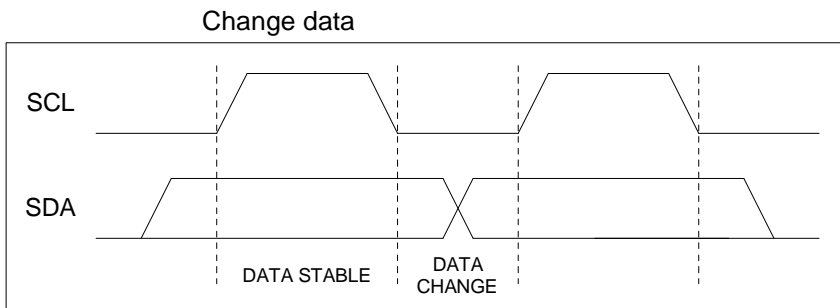 Change data
SCL
SDA
DATA STABLE
DATA
CHANGE